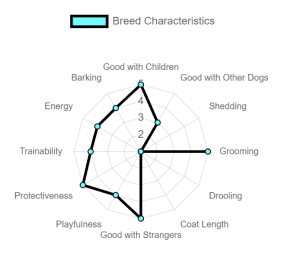 Breed Characteristics
Good with Children
Barking
Good with Other Dogs
5
4
3
2
Energy
Shedding
Trainability
Grooming
Protectiveness
Drooling
Playfulness
Coat Length
Good with Strangers